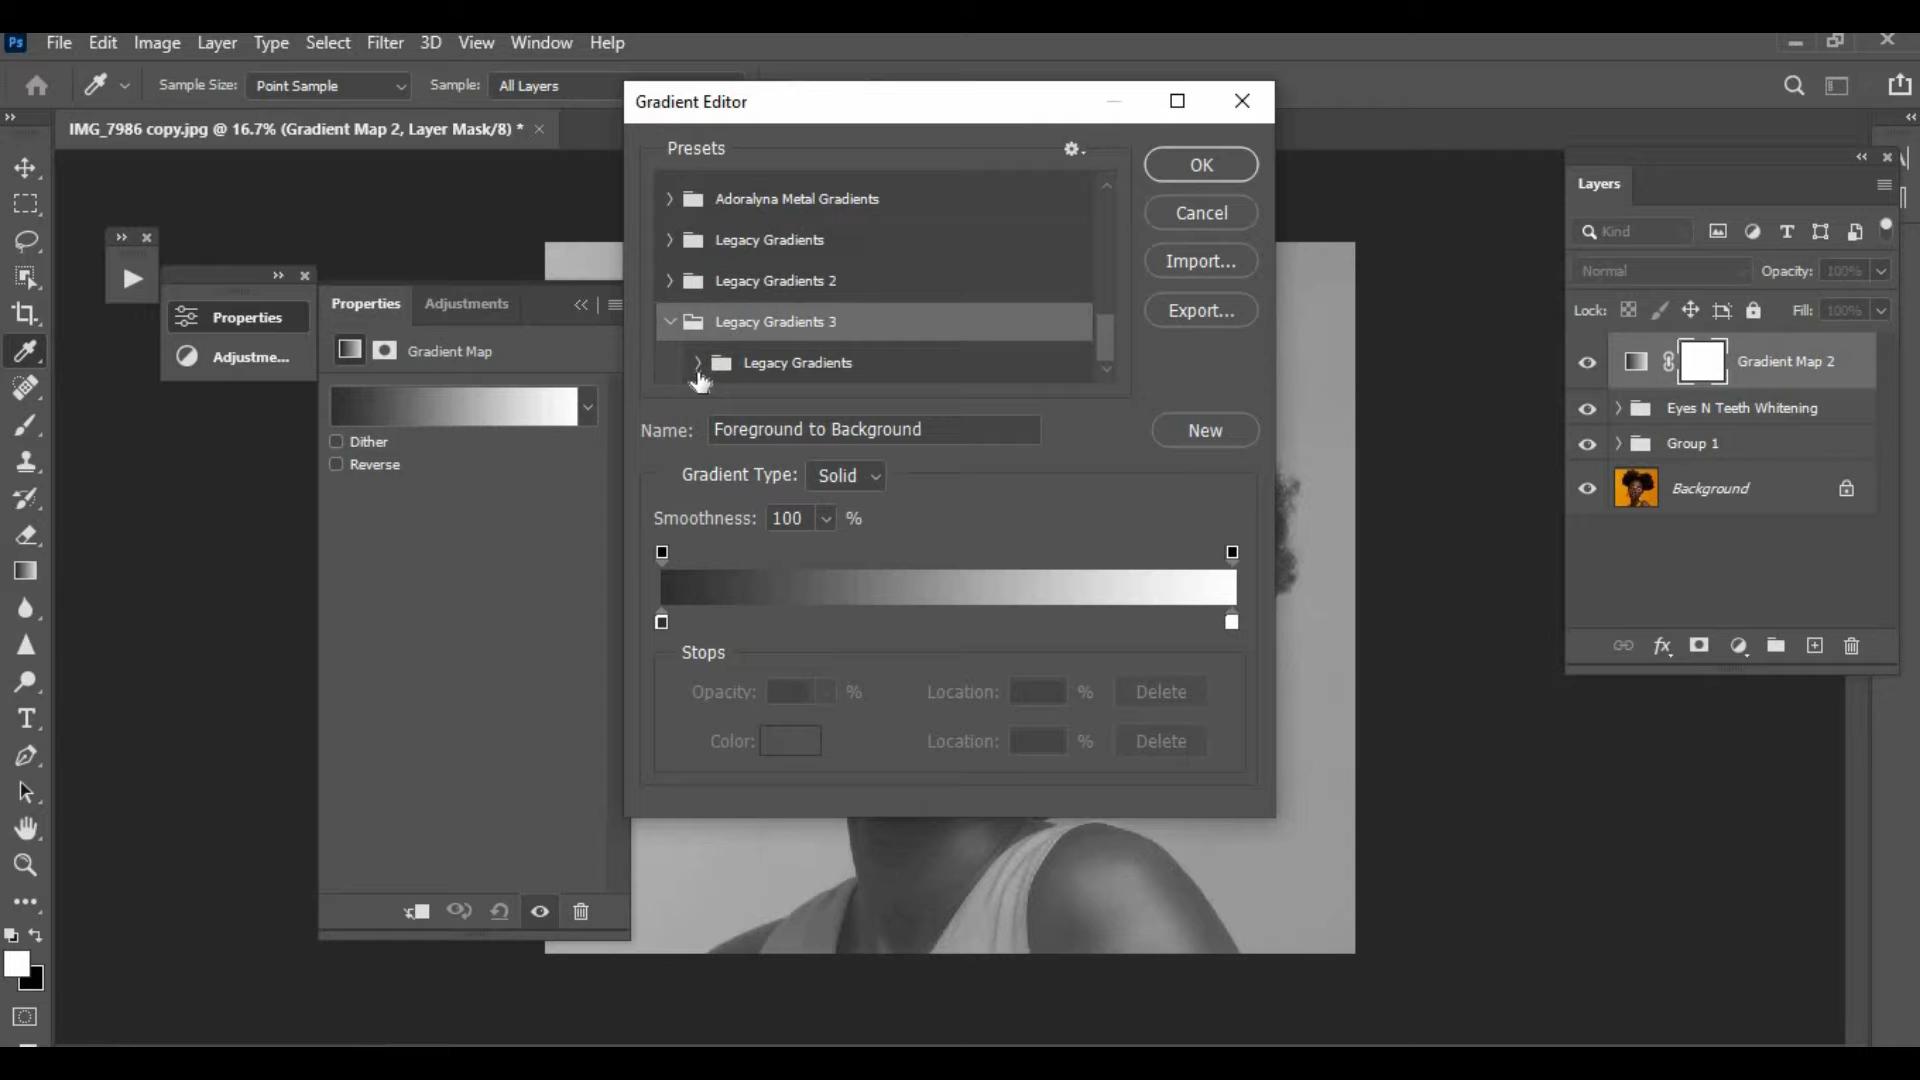 Ps File Edit Image Layer Type Select Filter 3D View Window Help
Sample Size: Point Sample Sample: All Layers
IMG_7986 copy.jpg @ 16.7% (Gradient Map 2, Layer Mask/8) *
Properties
Adjustme...
Properties Adjustments
Gradient Map
Dither
Reverse
Gradient Editor
Presets
Adoralyna Metal Gradients
Legacy Gradients
Legacy Gradients 2
Legacy Gradients 3
Legacy Gradients
OK
Cancel
Import...
Export...
Name: Foreground to Background
New
Gradient Type: Solid
Smoothness: 100 %
Stops
Opacity: % Location: % Delete
Color: Location: % Delete
Layers
Kind
Normal Opacity: 100%
Lock: Fill: 100%
Gradient Map 2
Eyes N Teeth Whitening
Group 1
Background